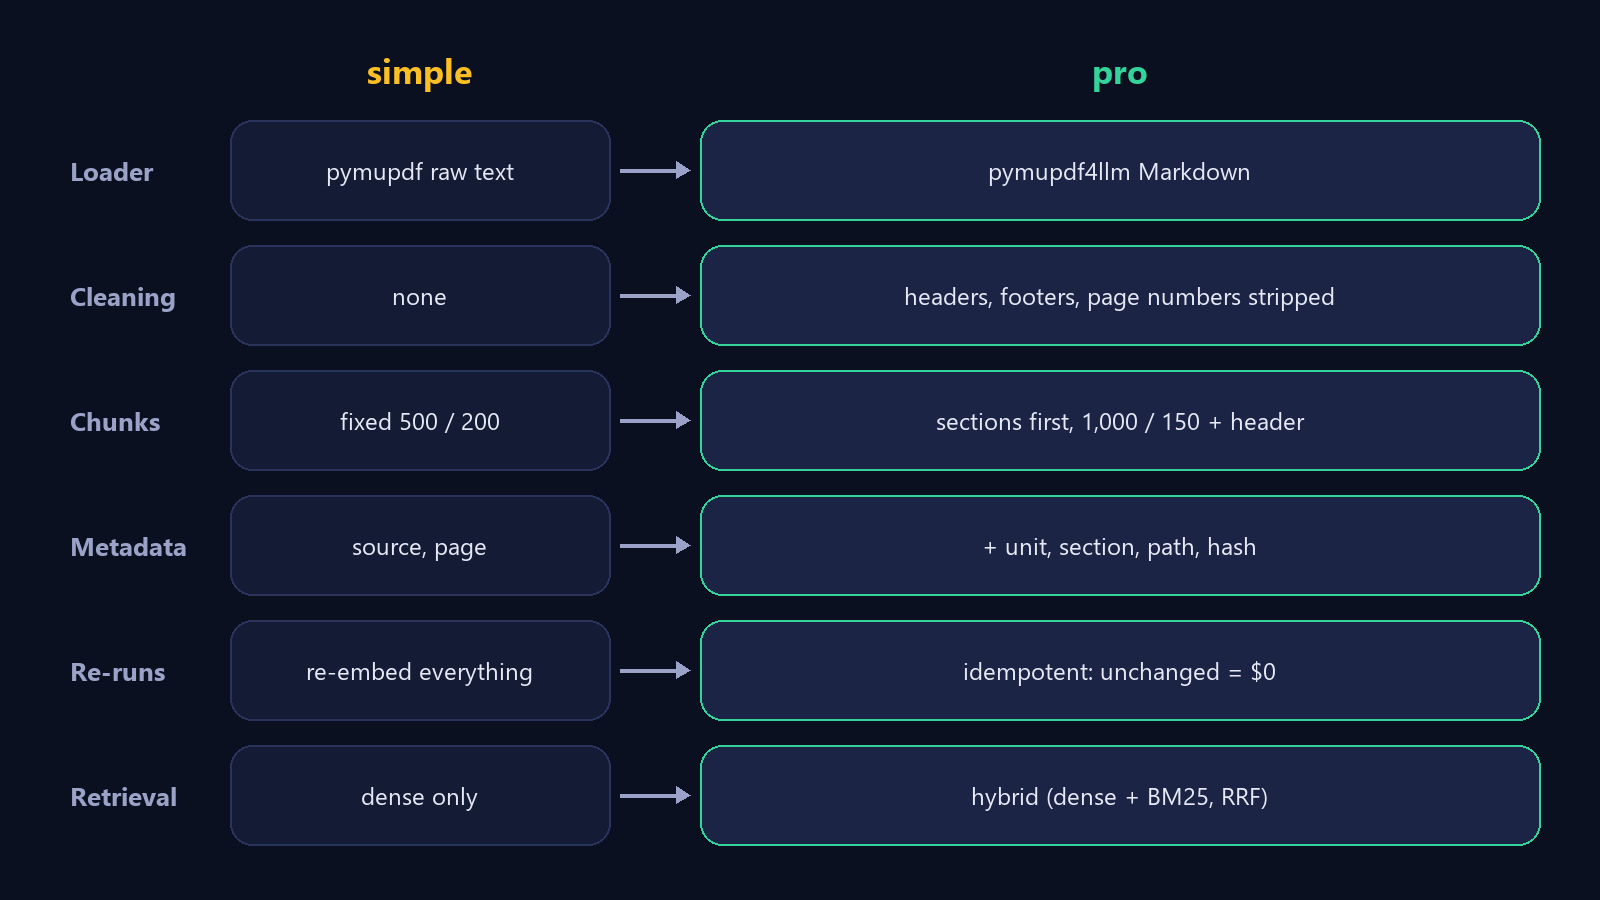 simple
pro
Loader
pymupdf raw text
pymupdf4llm Markdown
Cleaning
none
headers, footers, page numbers stripped
Chunks
fixed 500 / 200
sections first, 1,000 / 150 + header
Metadata
source, page
+ unit, section, path, hash
Re-runs
re-embed everything
idempotent: unchanged = $0
Retrieval
dense only
hybrid (dense + BM25, RRF)